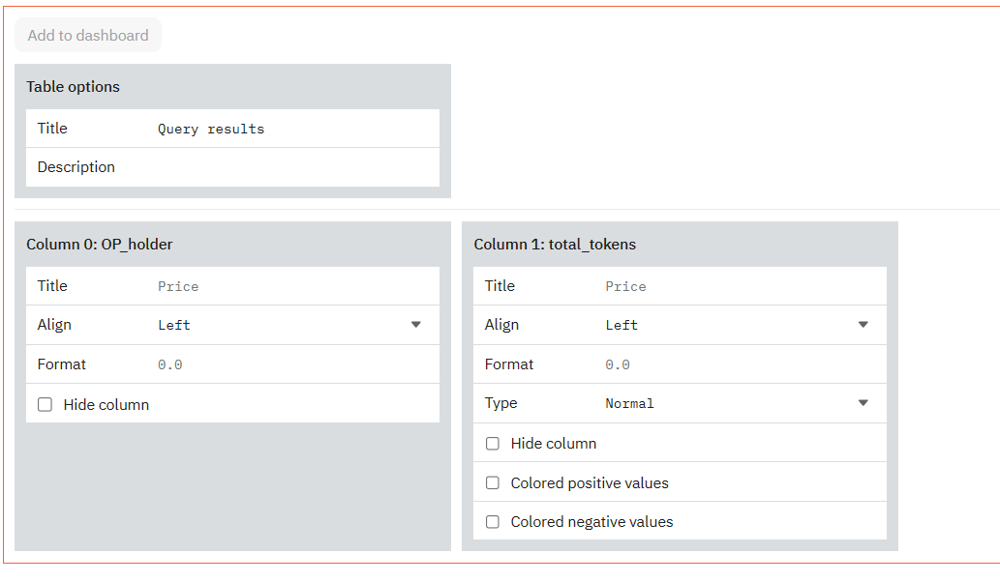 Add to dashboard
Table options
Title Query results
Description
Column 0: OP_holder
Title Price
Align Left
Format 0.0
Hide column
Column 1: total_tokens
Title Price
Align Left
Format 0.0
Type Normal
Hide column
Colored positive values
Colored negative values